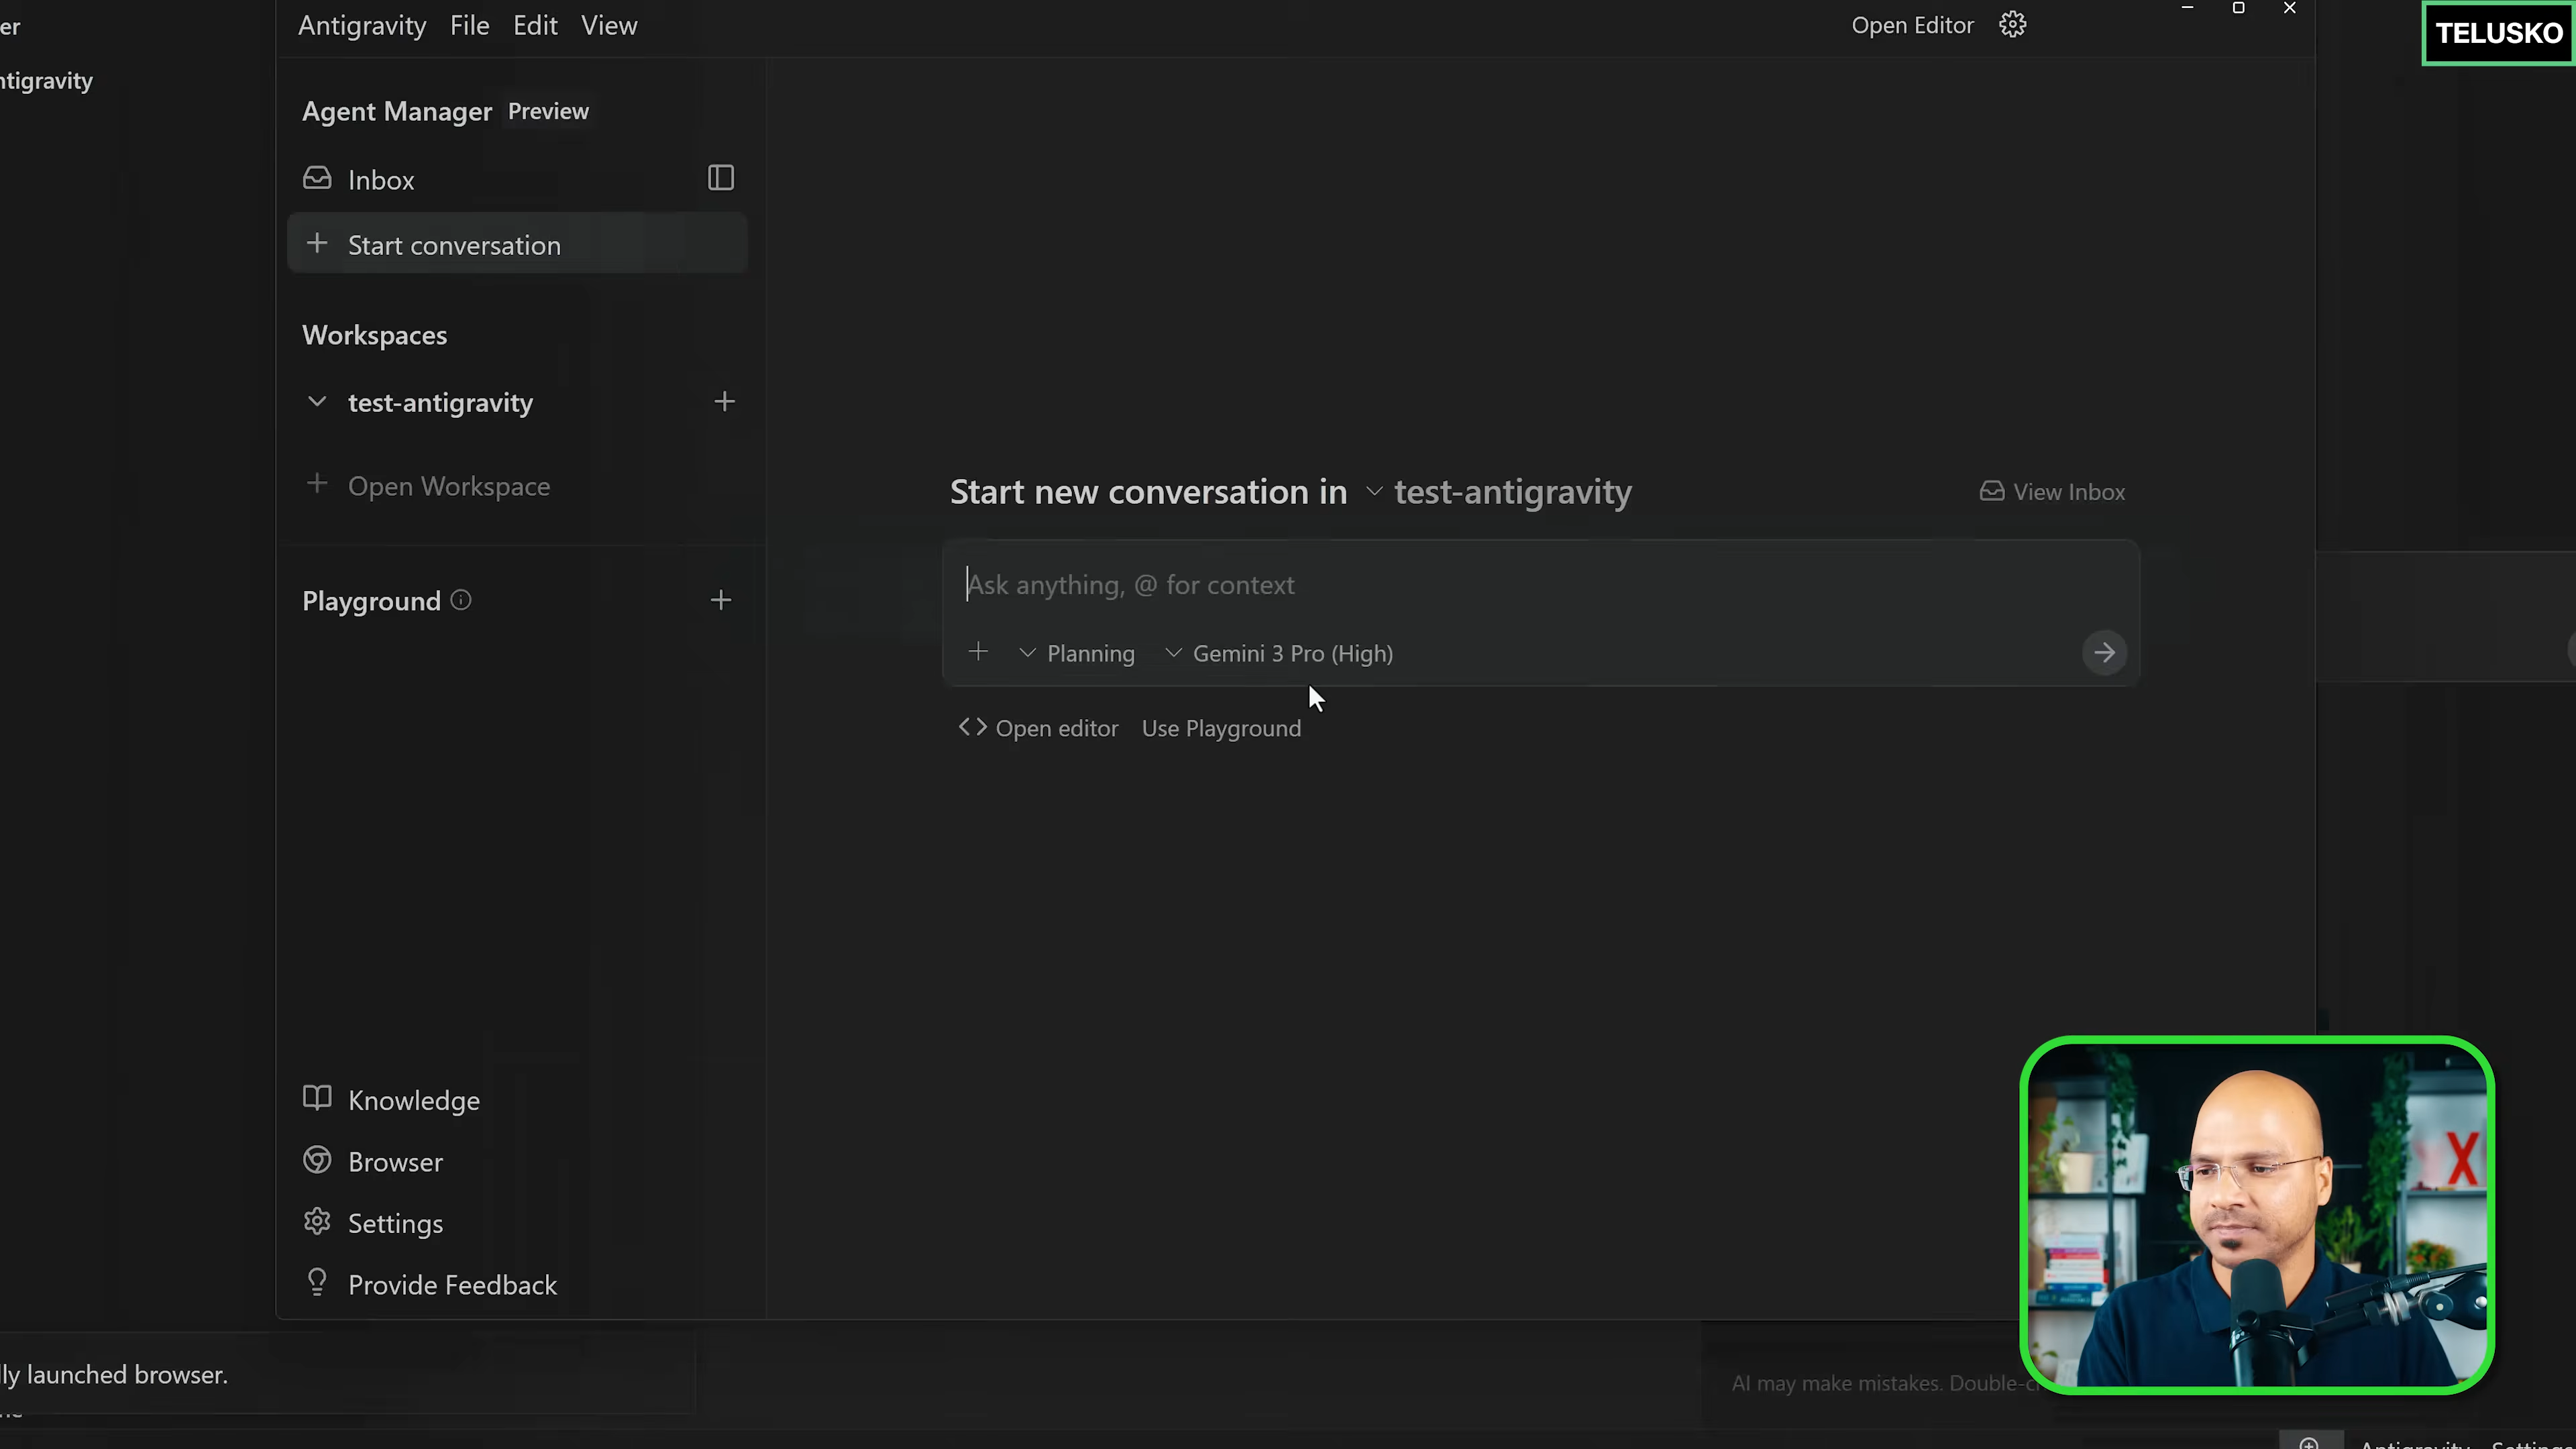 er
ntigravity
Antigravity File Edit View
Open Editor
TELUSKO
Agent Manager Preview
Inbox
Start conversation
Workspaces
test-antigravity
Open Workspace
Playground
Start new conversation in test-antigravity
View Inbox
Ask anything, @ for context
Planning Gemini 3 Pro (High)
Open editor Use Playground
Knowledge
Browser
Settings
Provide Feedback
X
lly launched browser.
AI may make mistakes. Double-c